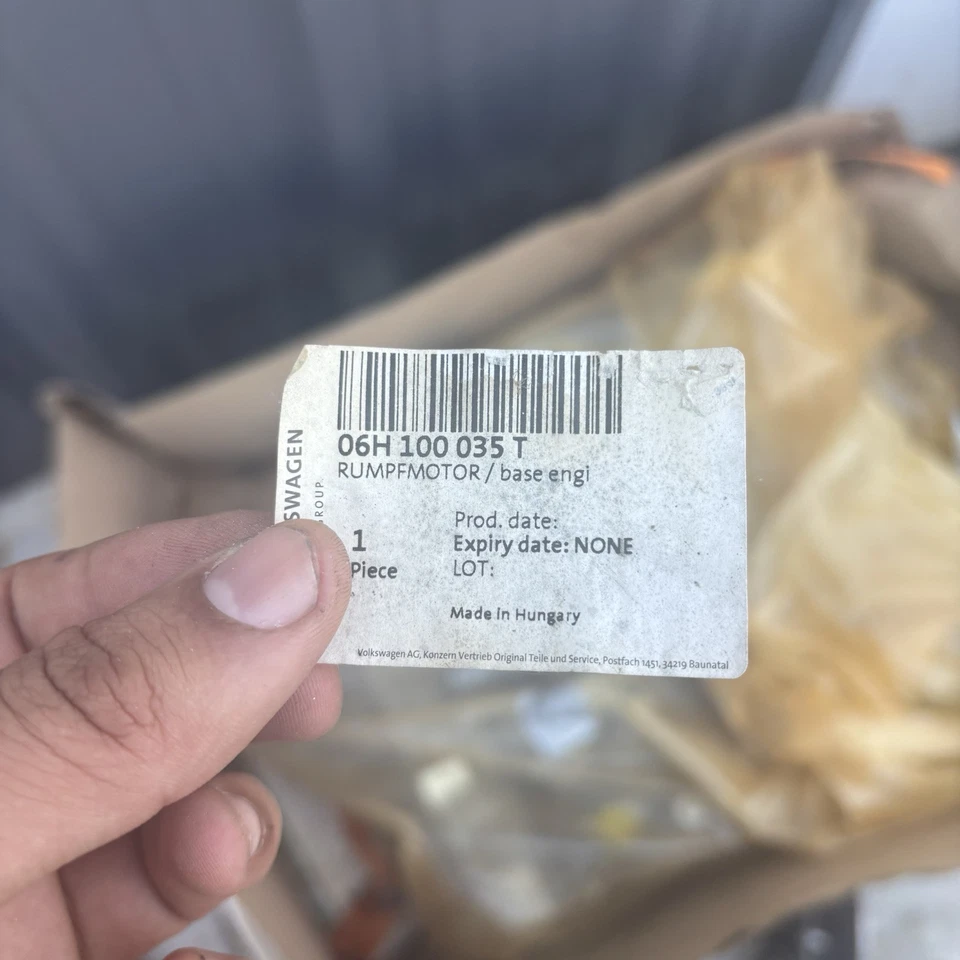 06H 100 035 T
RUMPFMOTOR / base engi
SWAGEN
ROUP
1
Piece
Prod. date:
Expiry date: NONE
LOT:
Made in Hungary
Volkswagen AG, Konzern Vertrieb Original Teile und Service, Postfach 1451, 34219 Baunatal